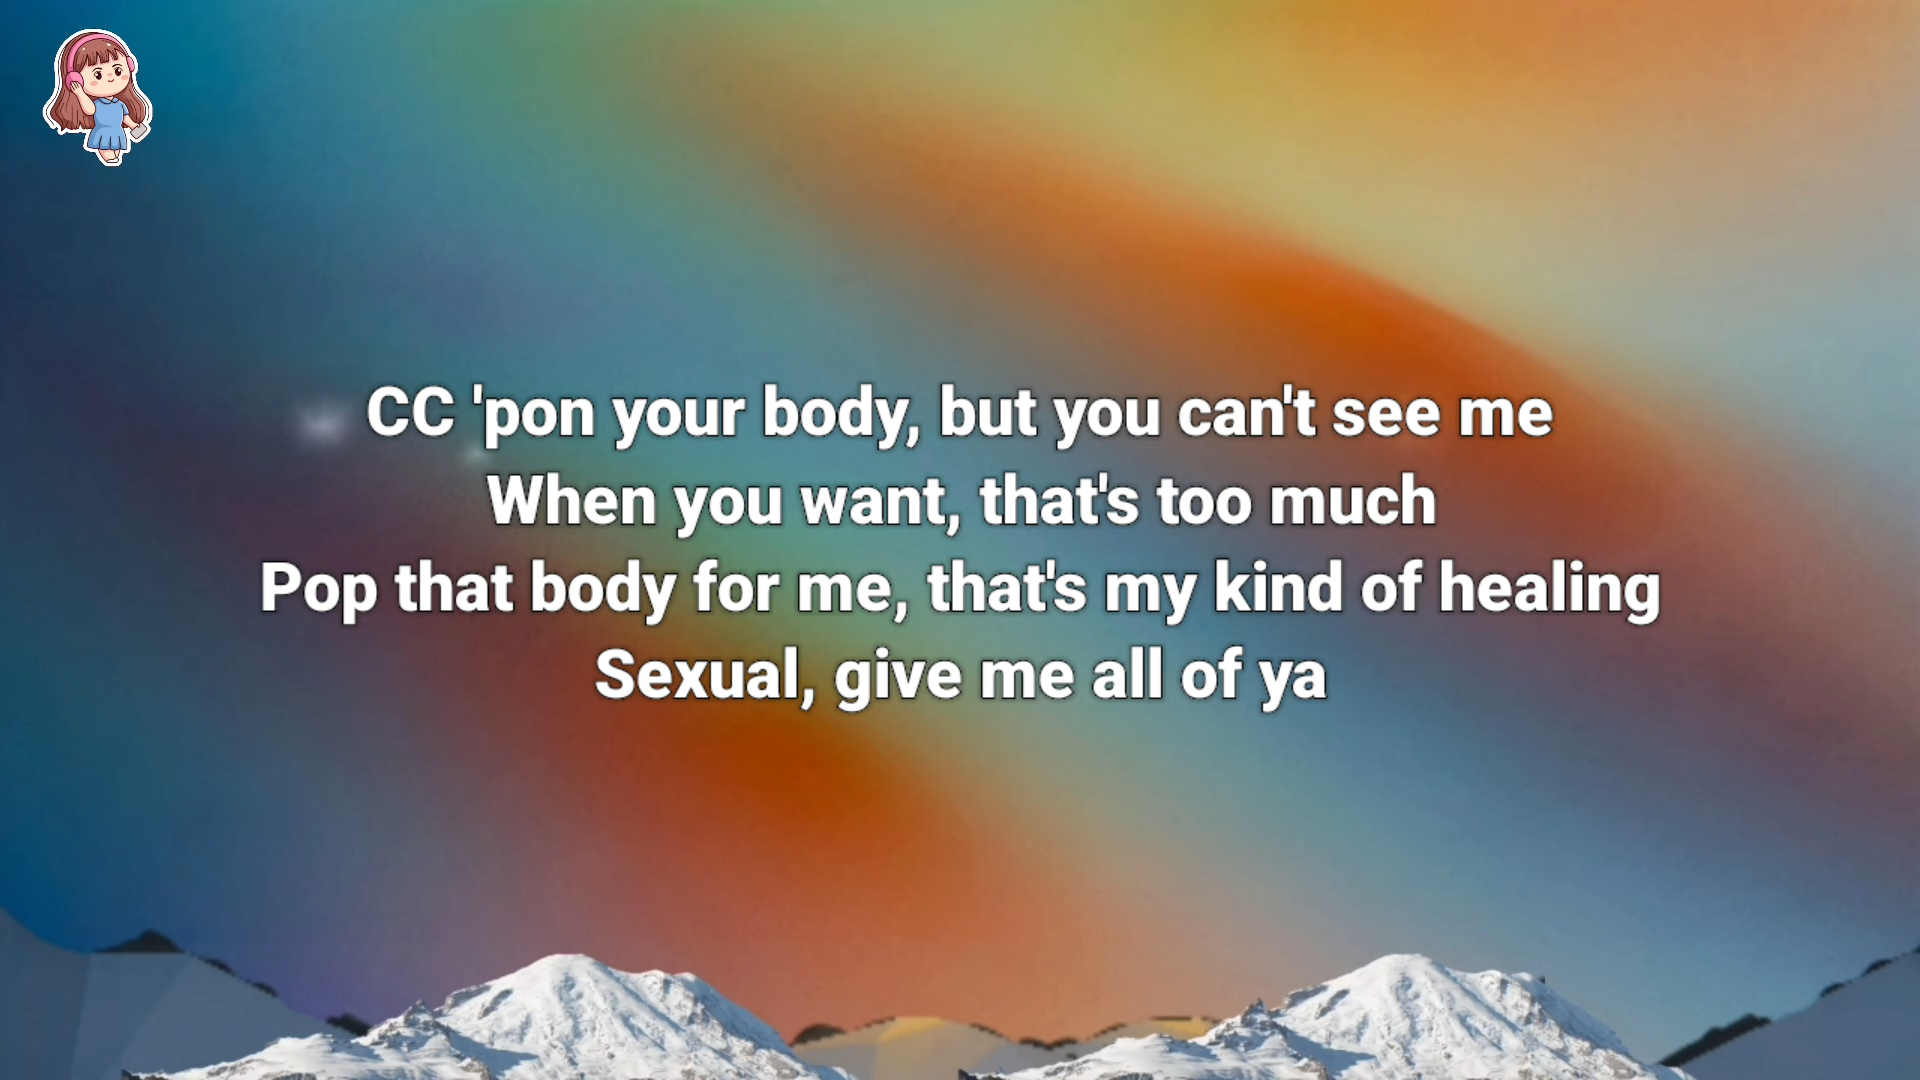 CC 'pon your body, but you can't see me
When you want, that's too much
Pop that body for me, that's my kind of healing
Sexual, give me all of ya